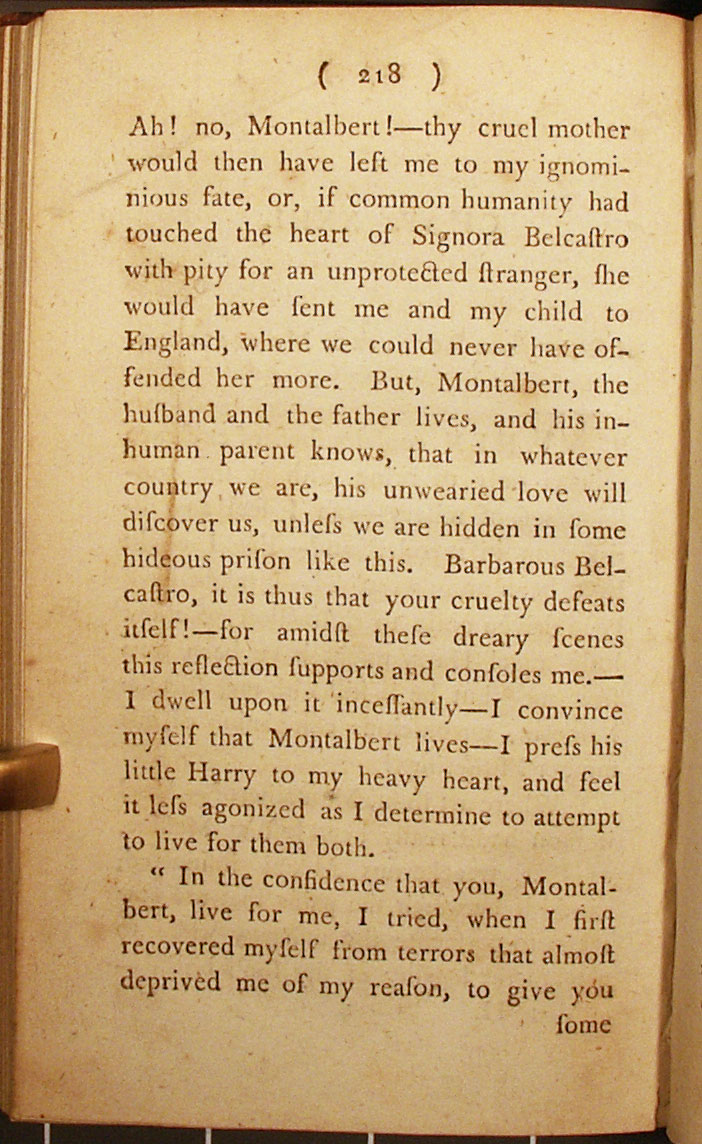 ( 218 )
Ah! no, Montalbert!—thy cruel mother
would then have left me to my ignomi-
nious fate, or, if common humanity had
touched the heart of Signora Belcaſtro
with pity for an unprotected ſtranger, ſhe
would have ſent me and my child to
England, where we could never have of-
fended her more. But, Montalbert, the
huſband and the father lives, and his in-
human parent knows, that in whatever
country we are, his unwearied love will
diſcover us, unleſs we are hidden in ſome
hideous priſon like this. Barbarous Bel-
caſtro, it is thus that your cruelty defeats
itſelf!—for amidſt theſe dreary ſcenes
this reflection ſupports and conſoles me.—
I dwell upon it inceſſantly—I convince
myſelf that Montalbert lives—I preſs his
little Harry to my heavy heart, and feel
it leſs agonized as I determine to attempt
to live for them both.
“ In the confidence that you, Montal-
bert, live for me, I tried, when I firſt
recovered myſelf from terrors that almoſt
deprived me of my reaſon, to give you
ſome